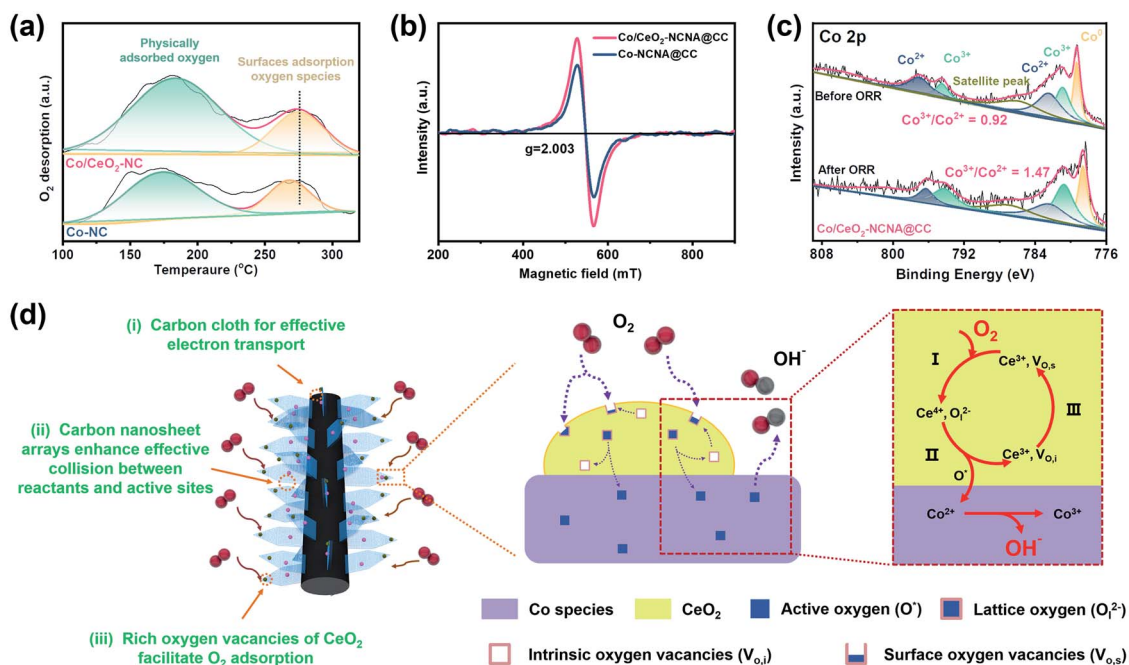 (a)
Physically
adsorbed oxygen
Surfaces adsorption
oxygen species
O₂ desorption (a.u.)
Co/CeO₂-NC
Co-NC
100 150 200 250 300
Temperaure (°C)
(b)
Co/CeO₂-NCNA@CC
Co-NCNA@CC
Intensity (a.u.)
g=2.003
200 400 600 800
Magnetic field (mT)
(c)
Co 2p
Co⁰
Co³⁺
Co²⁺
Co³⁺
Co²⁺
Satellite peak
Before ORR
Co³⁺/Co²⁺ = 0.92
Intensity (a.u.)
After ORR
Co³⁺/Co²⁺ = 1.47
Co/CeO₂-NCNA@CC
808 800 792 784 776
Binding Energy (eV)
(d)
(i) Carbon cloth for effective
electron transport
(ii) Carbon nanosheet
arrays enhance effective
collision between
reactants and active sites
(iii) Rich oxygen vacancies of CeO₂
facilitate O₂ adsorption
O₂
OH⁻
O₂
I
Ce³⁺, V_O,s
Ce⁴⁺, O_l²⁻
III
II
Ce³⁺, V_O,i
O*
Co²⁺
Co³⁺
OH⁻
Co species
CeO₂
Active oxygen (O*)
Lattice oxygen (O_l²⁻)
Intrinsic oxygen vacancies (V_o,i)
Surface oxygen vacancies (V_o,s)